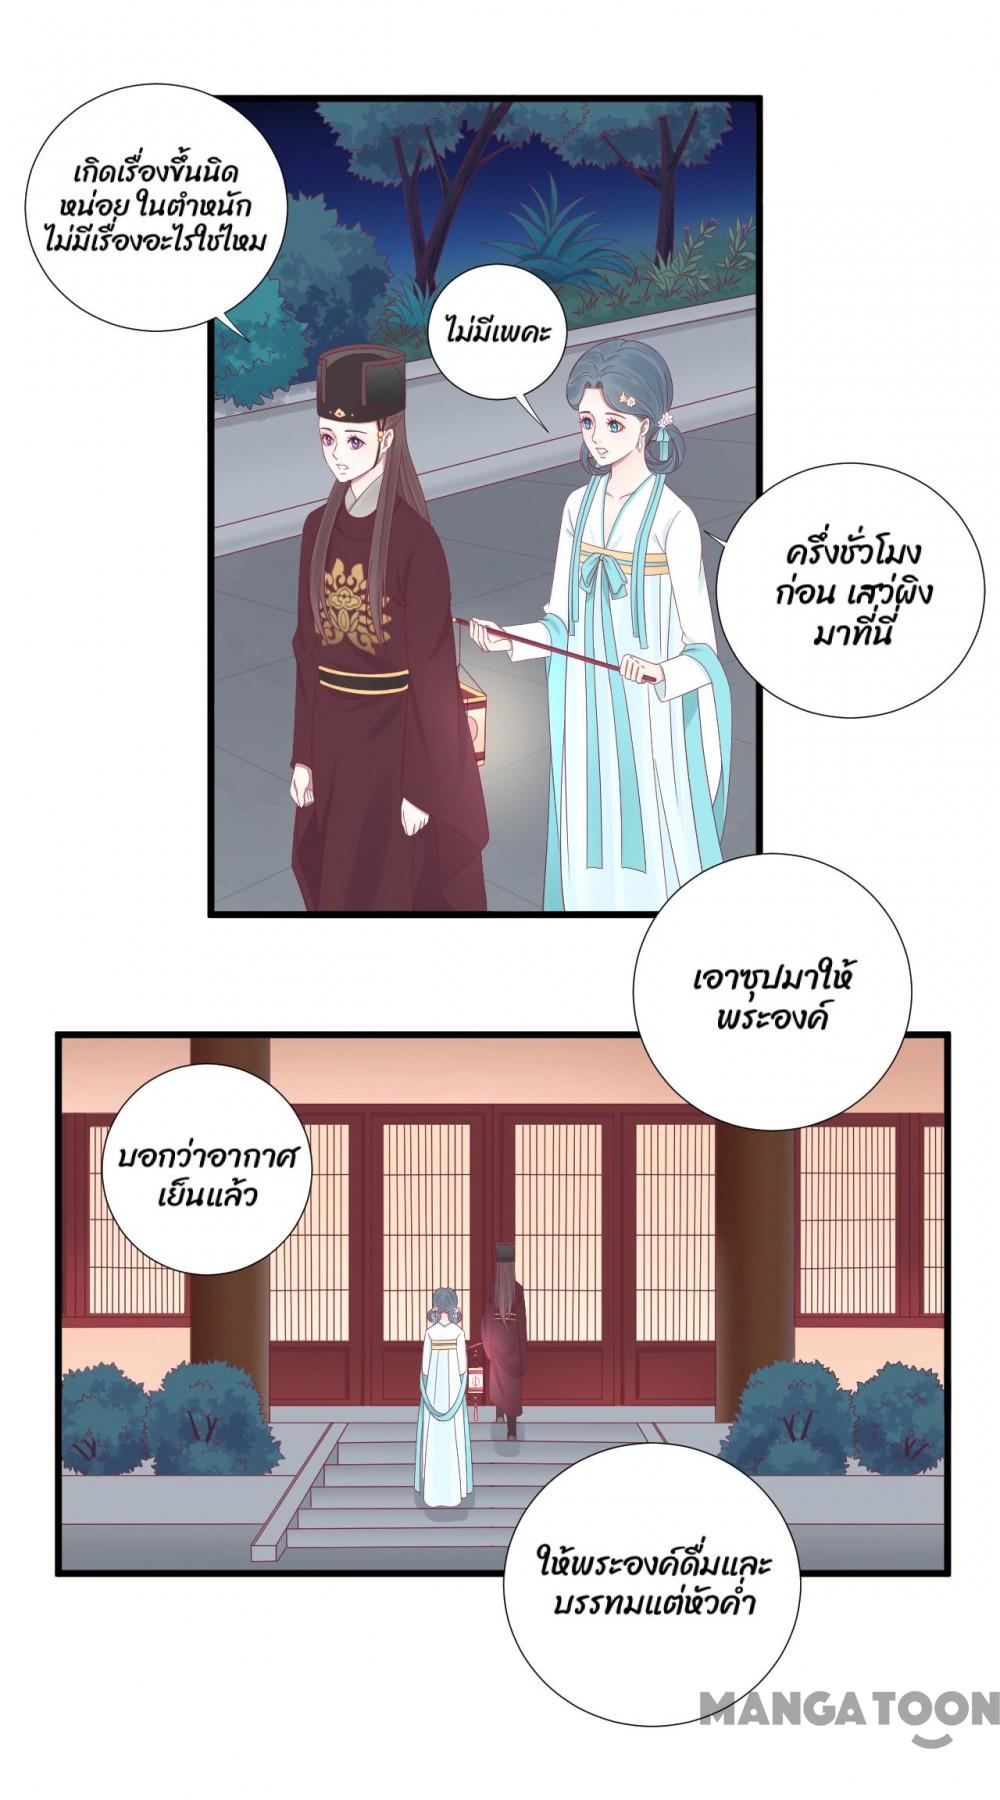 เกิดเรื่องขึ้นนิด
หน่อย ในตำหนัก
ไม่มีเรื่องอะไรใช่ไหม
ไม่มีเพคะ
ครึ่งชั่วโมง
ก่อน เสว่ผิง
มาที่นี่
เอาซุปมาให้
พระองค์
บอกว่าอากาศ
เย็นแล้ว
ให้พระองค์ดื่มและ
บรรทมแต่หัวค่ำ
MANGATOON